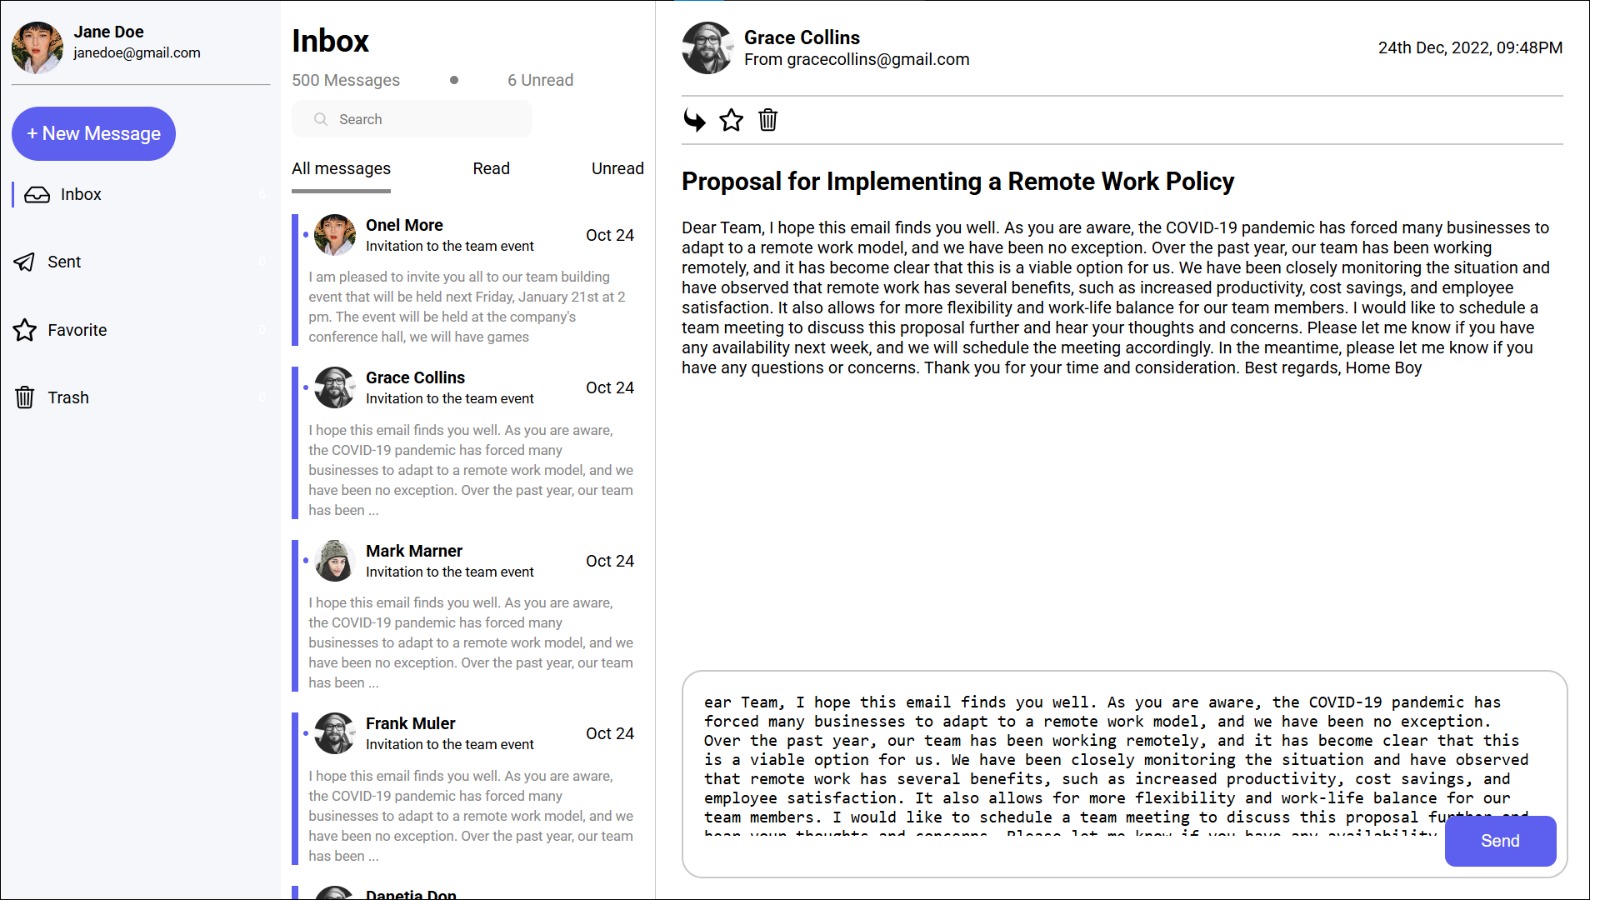 Jane Doe
janedoe@gmail.com
+ New Message
Inbox 6
Sent 0
Favorite 0
Trash 0
Inbox
500 Messages
6 Unread
Search
All messages Read Unread
Onel More
Invitation to the team event
Oct 24
I am pleased to invite you all to our team building
event that will be held next Friday, January 21st at 2
pm. The event will be held at the company's
conference hall, we will have games
Grace Collins
Invitation to the team event
Oct 24
I hope this email finds you well. As you are aware,
the COVID-19 pandemic has forced many
businesses to adapt to a remote work model, and we
have been no exception. Over the past year, our team
has been ...
Mark Marner
Invitation to the team event
Oct 24
I hope this email finds you well. As you are aware,
the COVID-19 pandemic has forced many
businesses to adapt to a remote work model, and we
have been no exception. Over the past year, our team
has been ...
Frank Muler
Invitation to the team event
Oct 24
I hope this email finds you well. As you are aware,
the COVID-19 pandemic has forced many
businesses to adapt to a remote work model, and we
have been no exception. Over the past year, our team
has been ...
Danetia Don
Grace Collins
From gracecollins@gmail.com
24th Dec, 2022, 09:48PM
Proposal for Implementing a Remote Work Policy
Dear Team, I hope this email finds you well. As you are aware, the COVID-19 pandemic has forced many businesses to
adapt to a remote work model, and we have been no exception. Over the past year, our team has been working
remotely, and it has become clear that this is a viable option for us. We have been closely monitoring the situation and
have observed that remote work has several benefits, such as increased productivity, cost savings, and employee
satisfaction. It also allows for more flexibility and work-life balance for our team members. I would like to schedule a
team meeting to discuss this proposal further and hear your thoughts and concerns. Please let me know if you have
any availability next week, and we will schedule the meeting accordingly. In the meantime, please let me know if you
have any questions or concerns. Thank you for your time and consideration. Best regards, Home Boy
ear Team, I hope this email finds you well. As you are aware, the COVID-19 pandemic has
forced many businesses to adapt to a remote work model, and we have been no exception.
Over the past year, our team has been working remotely, and it has become clear that this
is a viable option for us. We have been closely monitoring the situation and have observed
that remote work has several benefits, such as increased productivity, cost savings, and
employee satisfaction. It also allows for more flexibility and work-life balance for our
team members. I would like to schedule a team meeting to discuss this proposal further and
hear your thoughts and concerns. Please let me know if you have any availability
Send